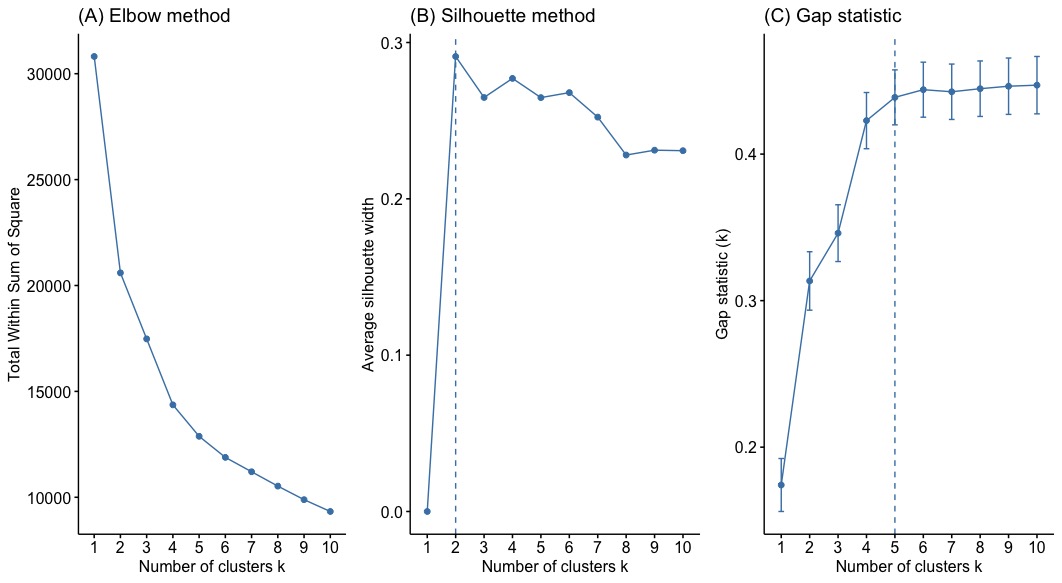 (A) Elbow method
Total Within Sum of Square
30000
25000
20000
15000
10000
1 2 3 4 5 6 7 8 9 10
Number of clusters k
(B) Silhouette method
Average silhouette width
0.3
0.2
0.1
0.0
1 2 3 4 5 6 7 8 9 10
Number of clusters k
(C) Gap statistic
Gap statistic (k)
0.4
0.3
0.2
1 2 3 4 5 6 7 8 9 10
Number of clusters k